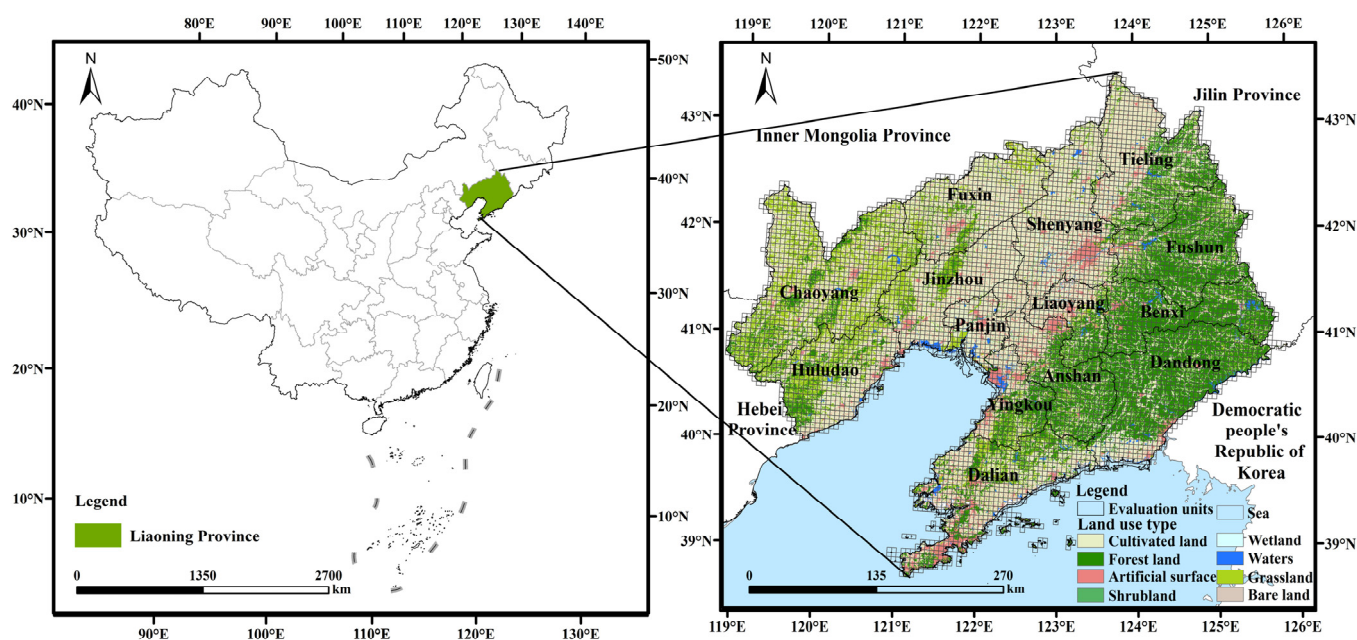 80°E 90°E 100°E 110°E 120°E 130°E
N
50°N
40°N
40°N
30°N
30°N
20°N
20°N
10°N
10°N
Legend
Liaoning Province
0 1350 2700
km
90°E 100°E 110°E 120°E 130°E
119°E 120°E 121°E 122°E 123°E 124°E 125°E 126°E
N
Jilin Province
43°N 43°N
Inner Mongolia Province
Tieling
Fuxin
42°N 42°N
Shenyang
Fushun
Jinzhou
Chaoyang
Liaoyang
Benxi
41°N 41°N
Panjin
Dandong
Huludao
Anshan
Yingkou
Hebei
Province
Democratic
people's
Republic of
Korea
40°N 40°N
Dalian
Legend
Evaluation units Sea
Land use type
Cultivated land Wetland
Forest land Waters
Artificial surface Grassland
Shrubland Bare land
39°N 39°N
0 135 270
km
119°E 120°E 121°E 122°E 123°E 124°E 125°E